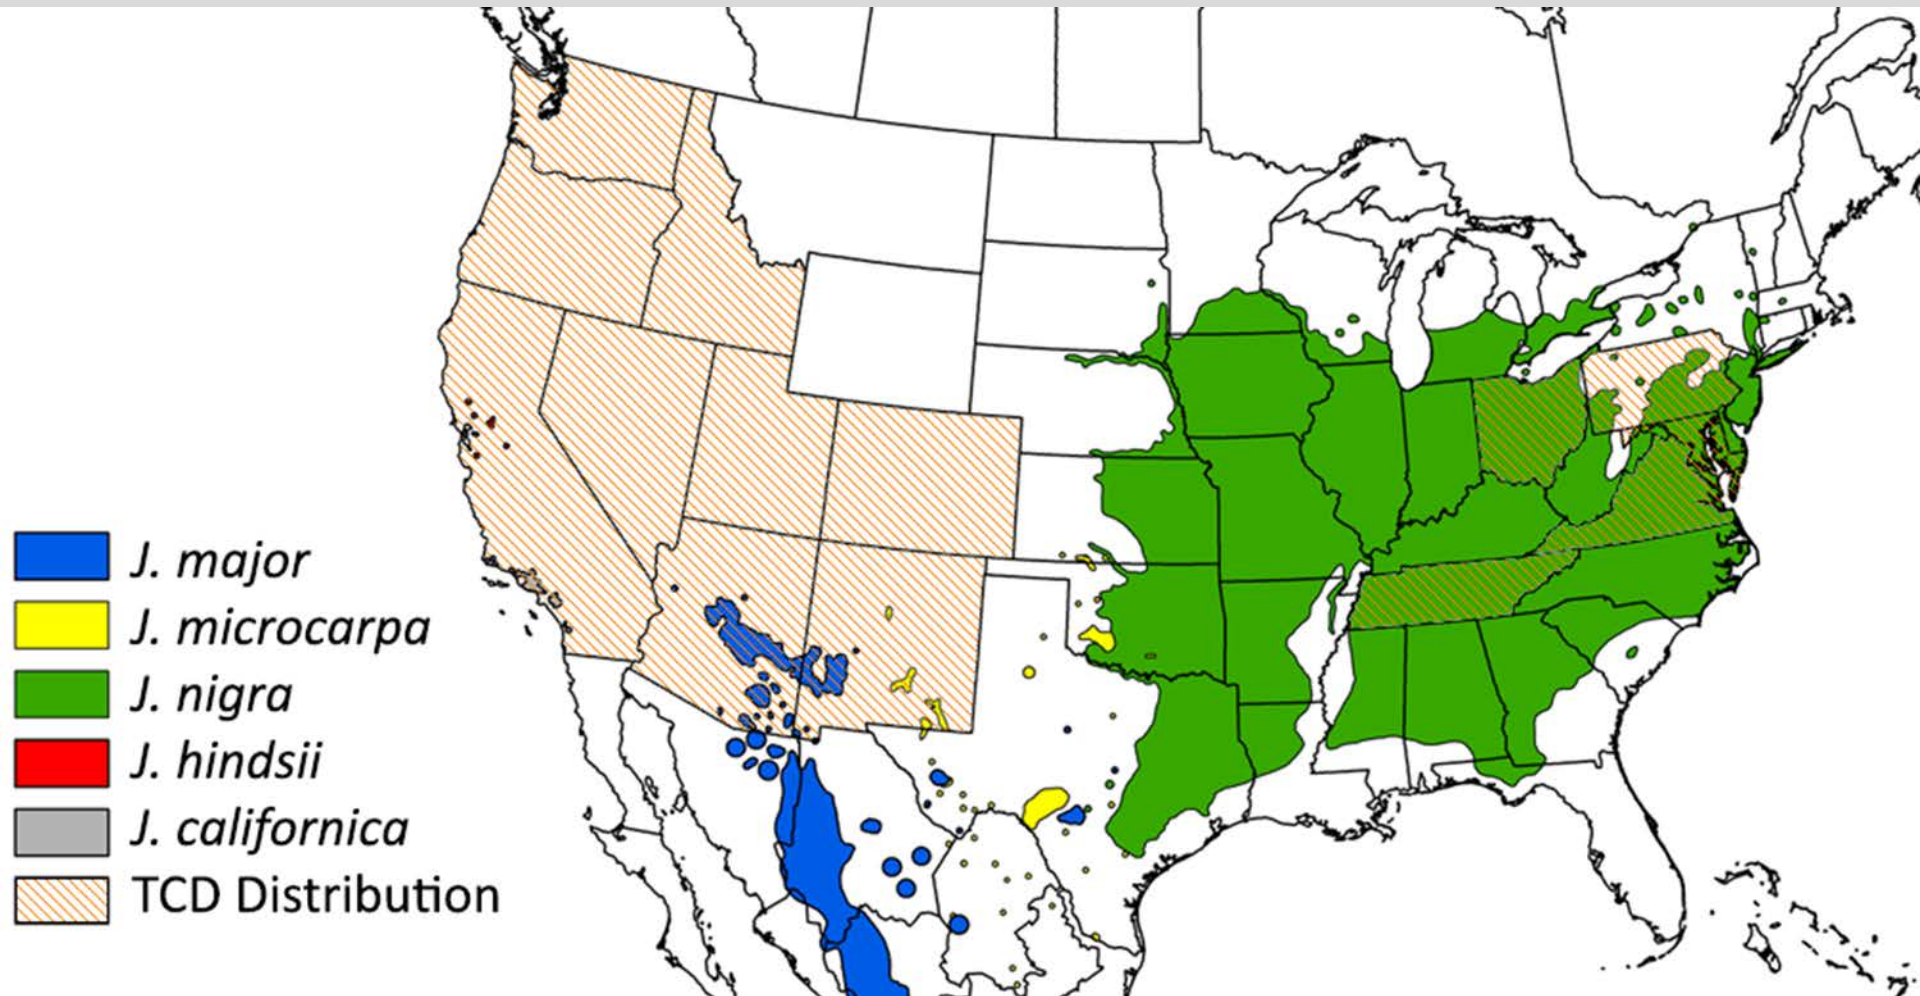 J. major
J. microcarpa
J. nigra
J. hindsii
J. californica
TCD Distribution